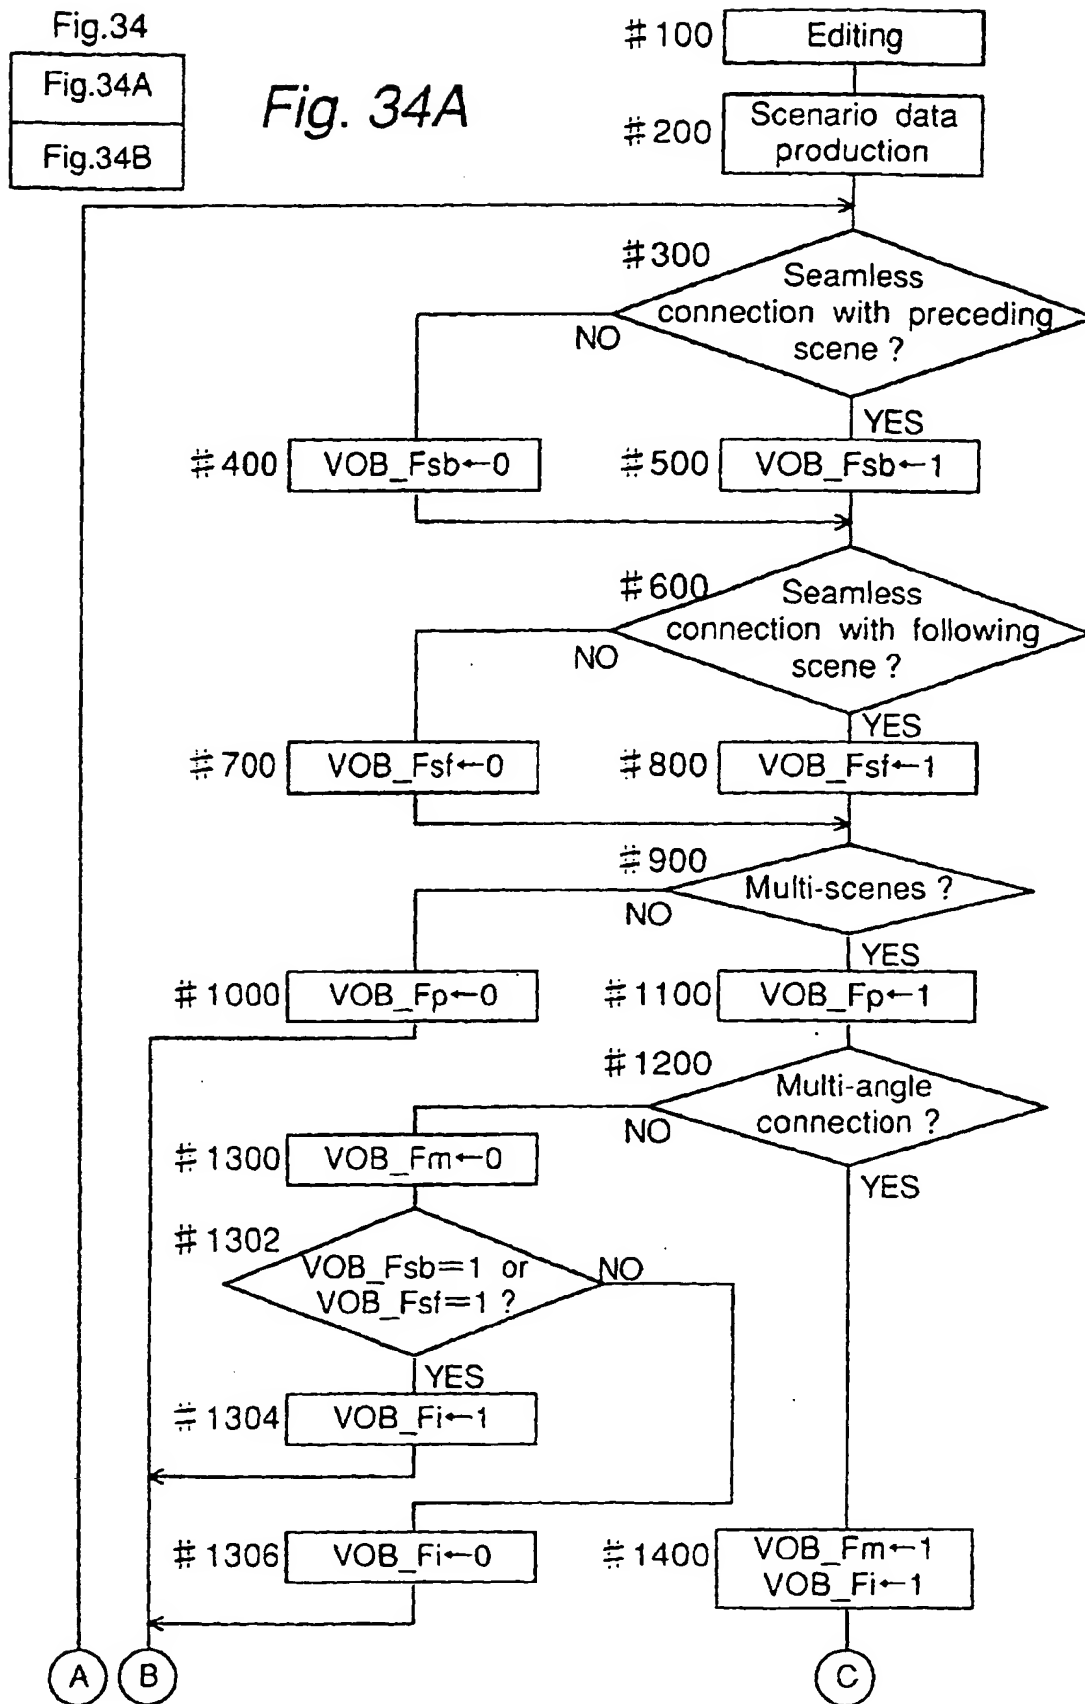 Fig.34
Fig.34A
Fig.34B
Fig. 34A
#100
Editing
#200
Scenario data
production
#300
Seamless
connection with preceding
scene ?
NO
YES
#400
VOB_Fsb←0
#500
VOB_Fsb←1
#600
Seamless
connection with following
scene ?
NO
YES
#700
VOB_Fsf←0
#800
VOB_Fsf←1
#900
Multi-scenes ?
NO
YES
#1000
VOB_Fp←0
#1100
VOB_Fp←1
#1200
Multi-angle
connection ?
NO
YES
#1300
VOB_Fm←0
#1302
VOB_Fsb=1 or
VOB_Fsf=1 ?
NO
YES
#1304
VOB_Fi←1
#1306
VOB_Fi←0
#1400
VOB_Fm←1
VOB_Fi←1
A
B
C